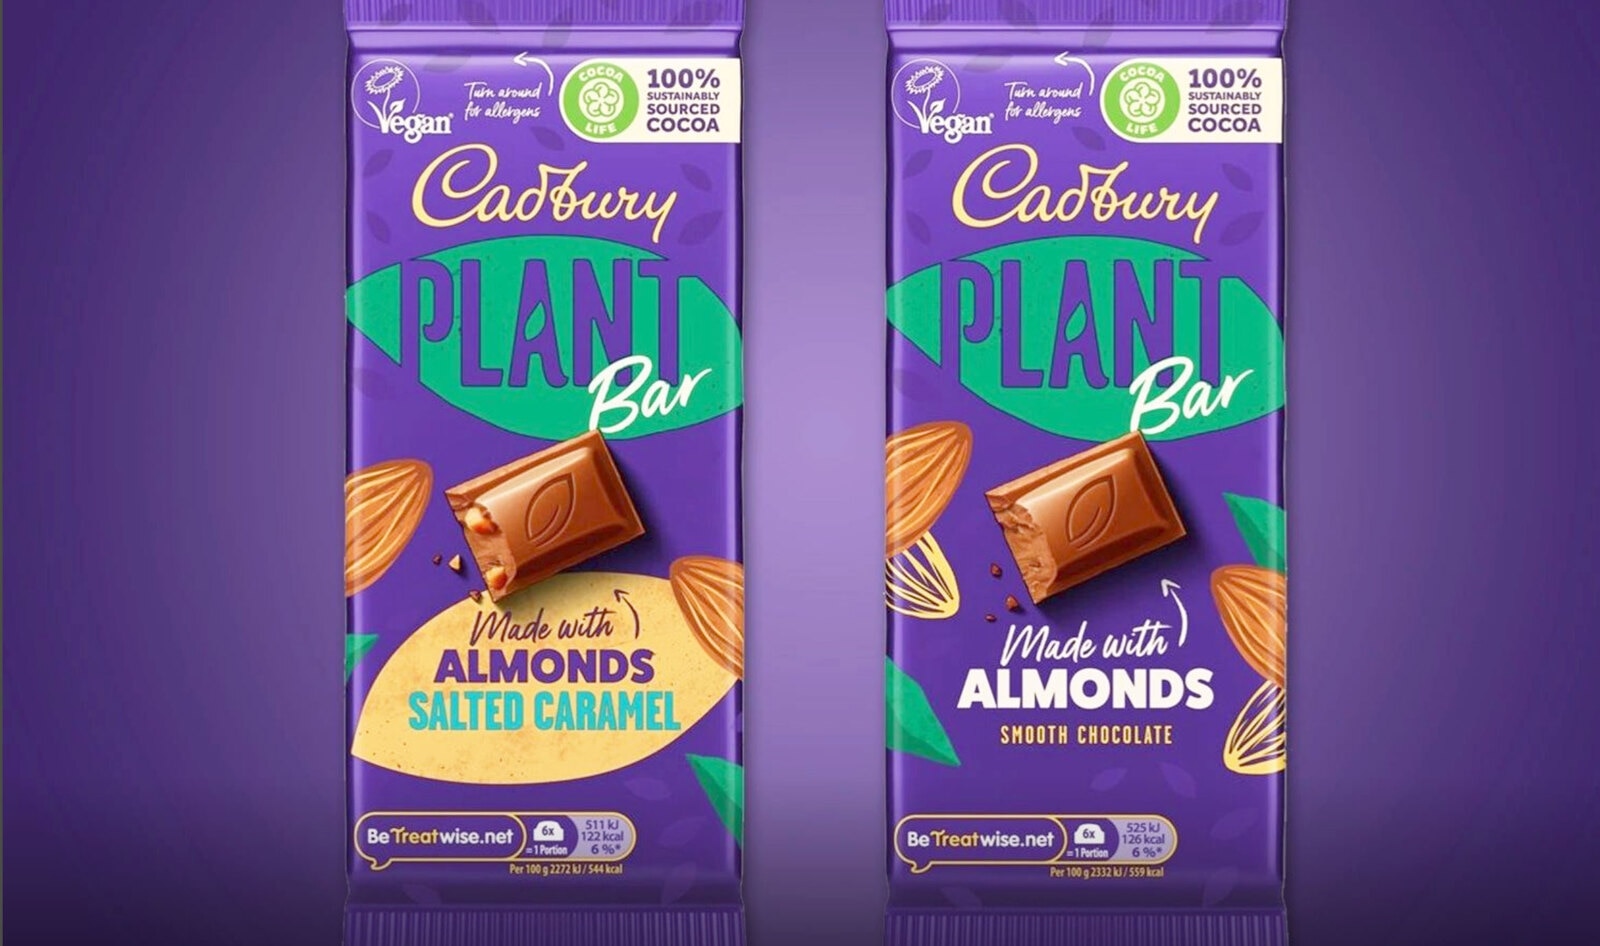 Vegan
Turn around
for allergens
COCOA
LIFE
100%
SUSTAINABLY
SOURCED
COCOA
Cadbury
PLANT
Bar
Made with
ALMONDS
SALTED CARAMEL
BeTreatwise.net
6x
=1 Portion
511 kJ
122 kcal
6 %*
Per 100 g 2272 kJ / 544 kcal
Vegan
Turn around
for allergens
COCOA
LIFE
100%
SUSTAINABLY
SOURCED
COCOA
Cadbury
PLANT
Bar
Made with
ALMONDS
SMOOTH CHOCOLATE
BeTreatwise.net
6x
=1 Portion
525 kJ
126 kcal
6 %*
Per 100 g 2332 kJ / 559 kcal